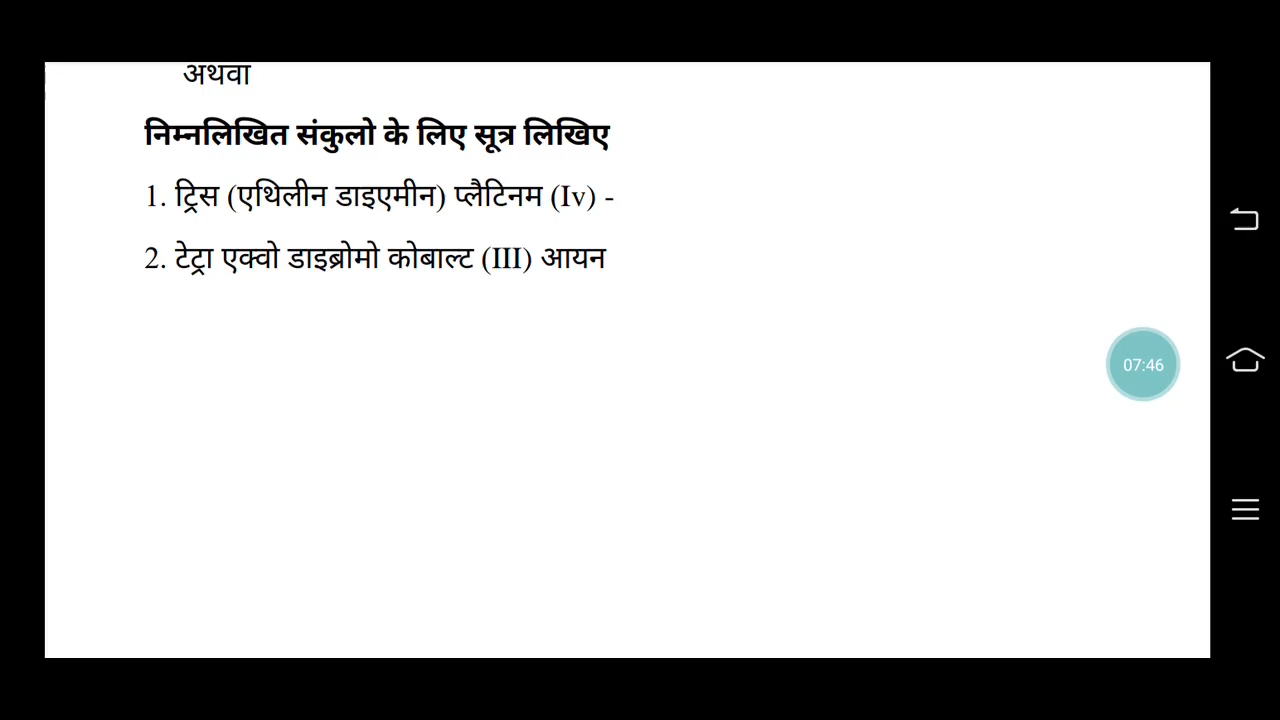 अथवा
निम्नलिखित संकुलो के लिए सूत्र लिखिए
1. ट्रिस (एथिलीन डाइएमीन) प्लैटिनम (Iv) -
2. टेट्रा एक्वो डाइब्रोमो कोबाल्ट (III) आयन
07:46